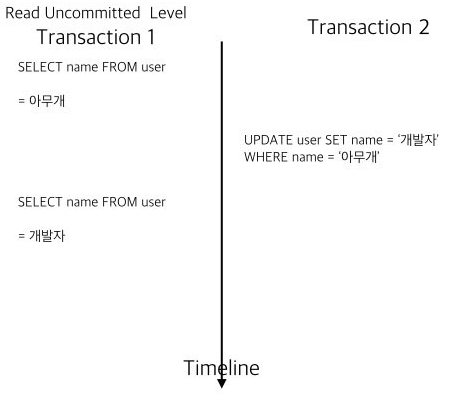 Read Uncommitted Level
Transaction 1
Transaction 2
SELECT name FROM user
= 아무개
UPDATE user SET name = ‘개발자’
WHERE name = ‘아무개’
SELECT name FROM user
= 개발자
Timeline